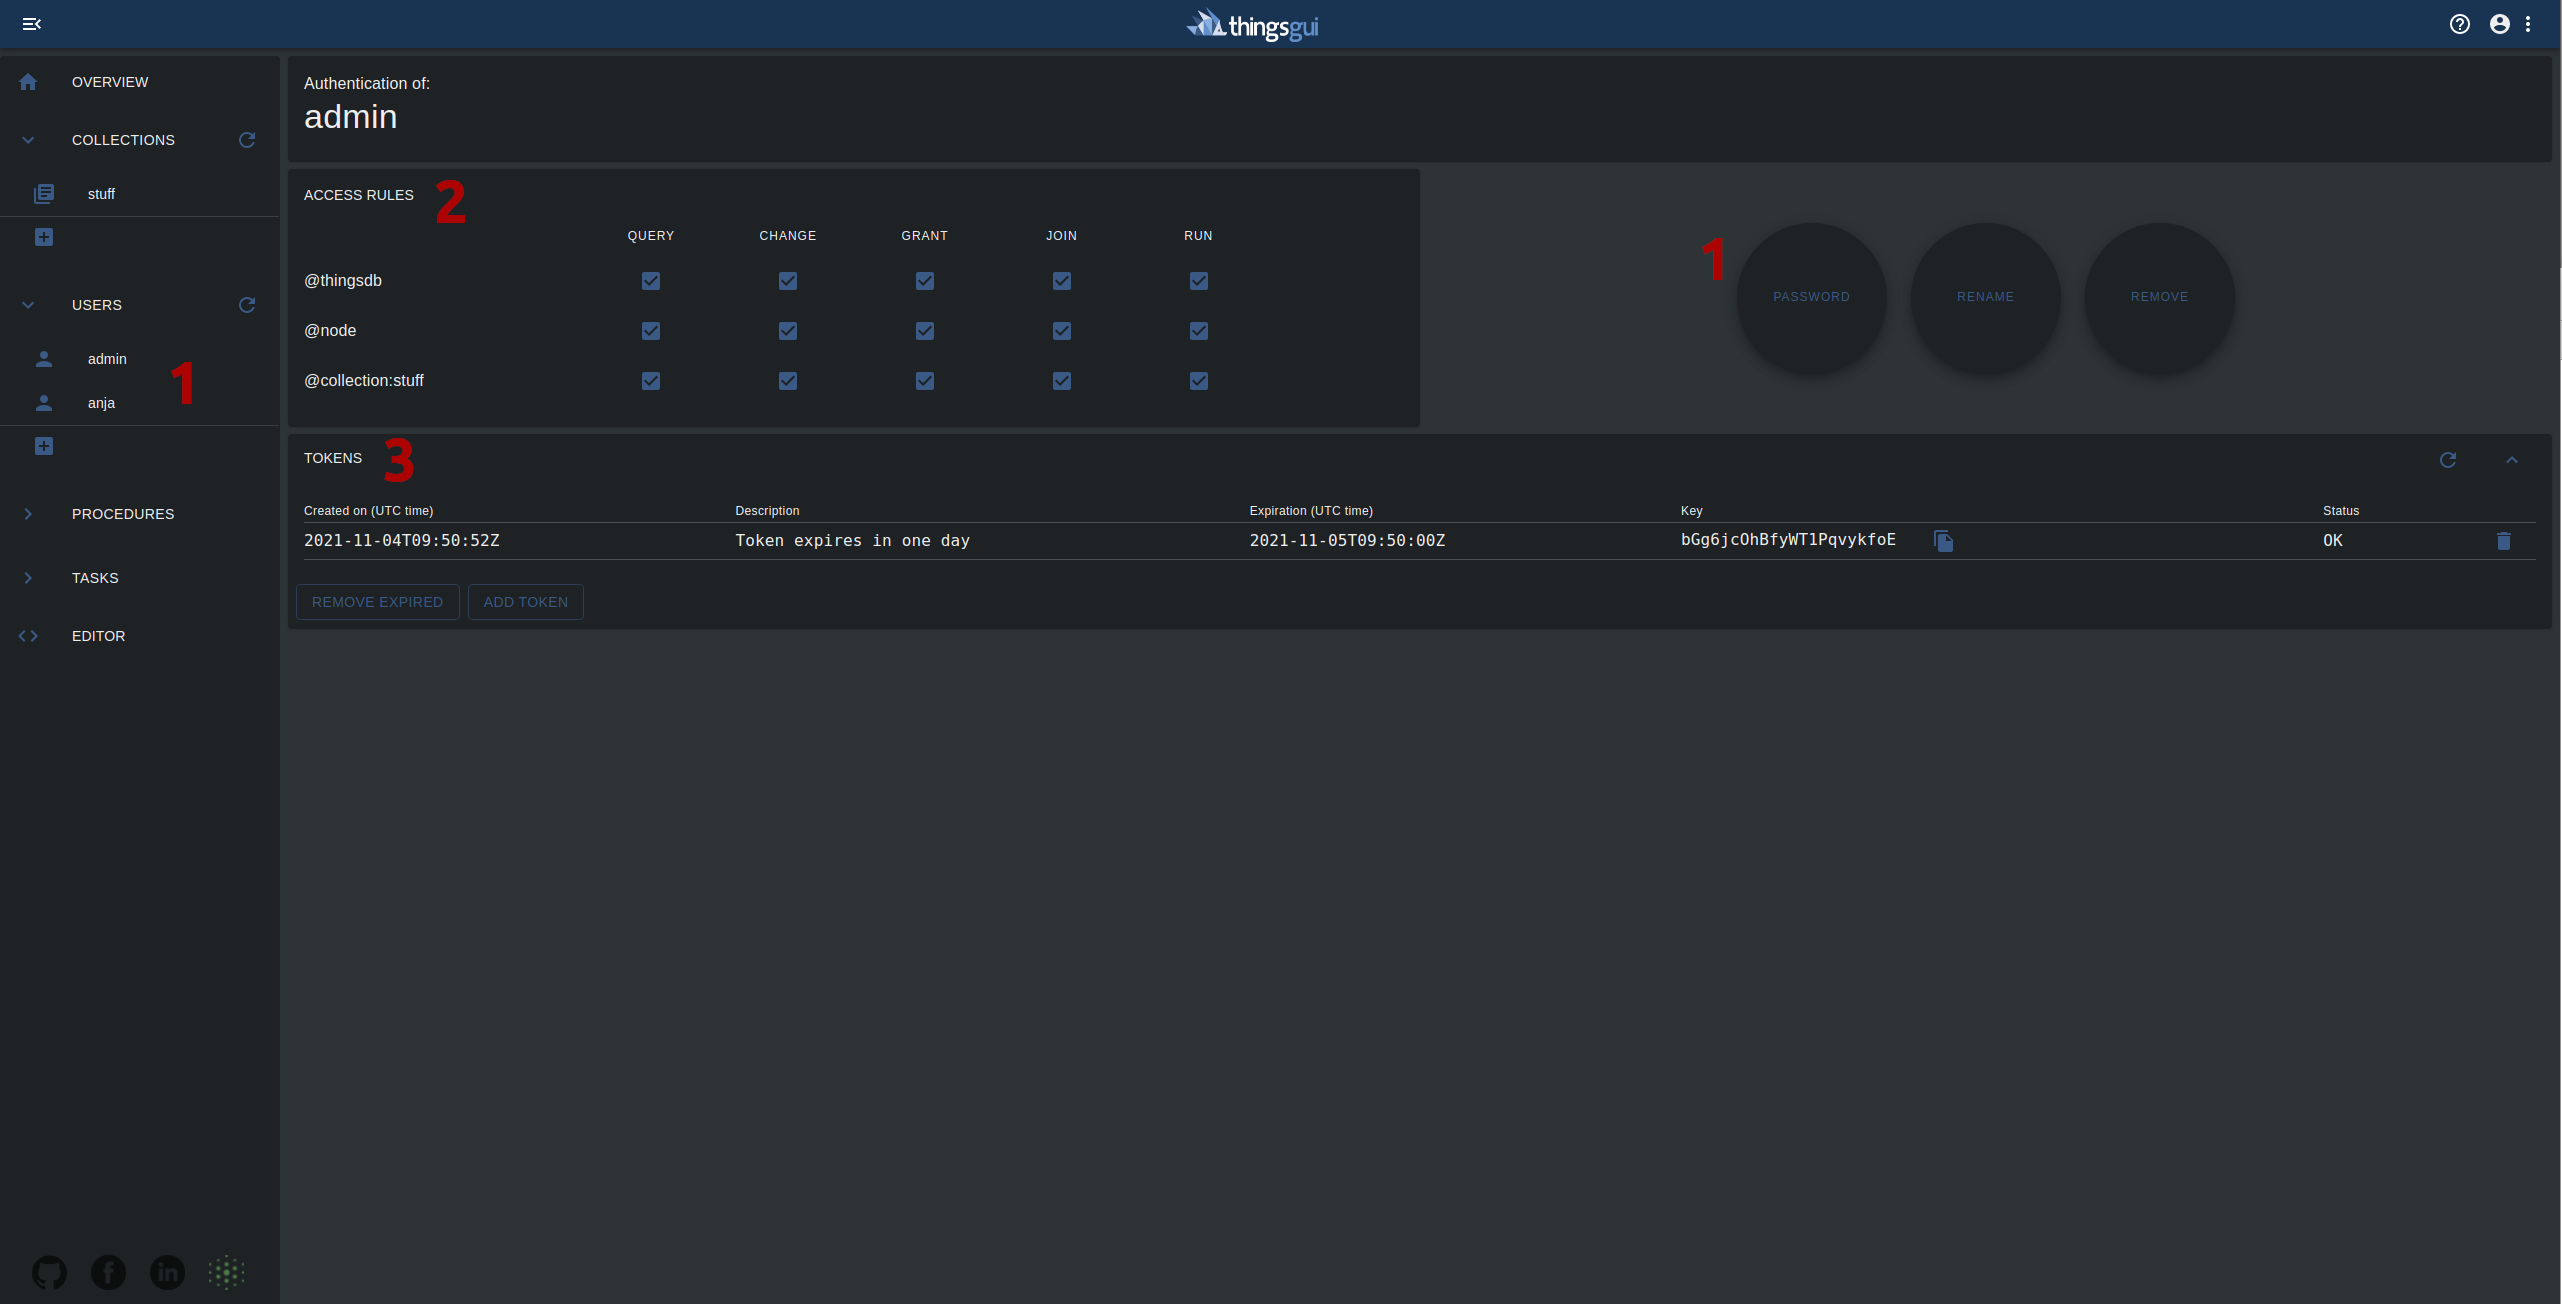 thingsgui
OVERVIEW
COLLECTIONS
stuff
USERS
admin
1
anja
PROCEDURES
TASKS
EDITOR
Authentication of:
admin
ACCESS RULES 2
QUERY CHANGE GRANT JOIN RUN
@thingsdb
@node
@collection:stuff
1
PASSWORD RENAME REMOVE
TOKENS 3
Created on (UTC time) Description Expiration (UTC time) Key Status
2021-11-04T09:50:52Z Token expires in one day 2021-11-05T09:50:00Z bGg6jcOhBfyWT1PqvykfoE OK
REMOVE EXPIRED ADD TOKEN
f in